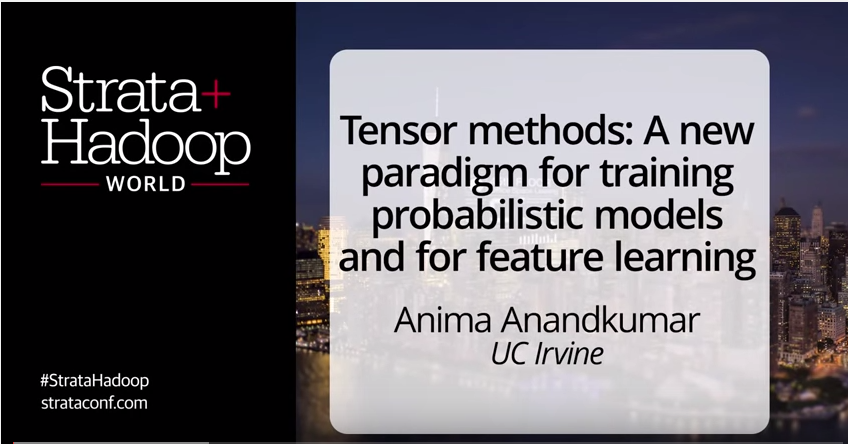 Strata+
Hadoop
WORLD
Tensor methods: A new
paradigm for training
probabilistic models
and for feature learning
Anima Anandkumar
UC Irvine
#StrataHadoop
strataconf.com